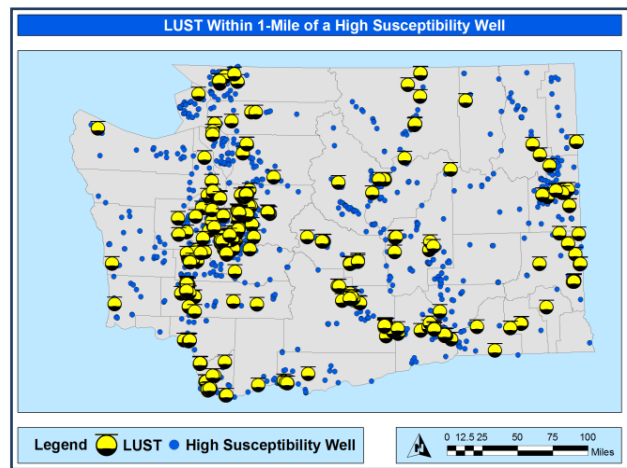 LUST Within 1-Mile of a High Susceptibility Well
Legend LUST High Susceptibility Well
0 12.5 25 50 75 100
Miles